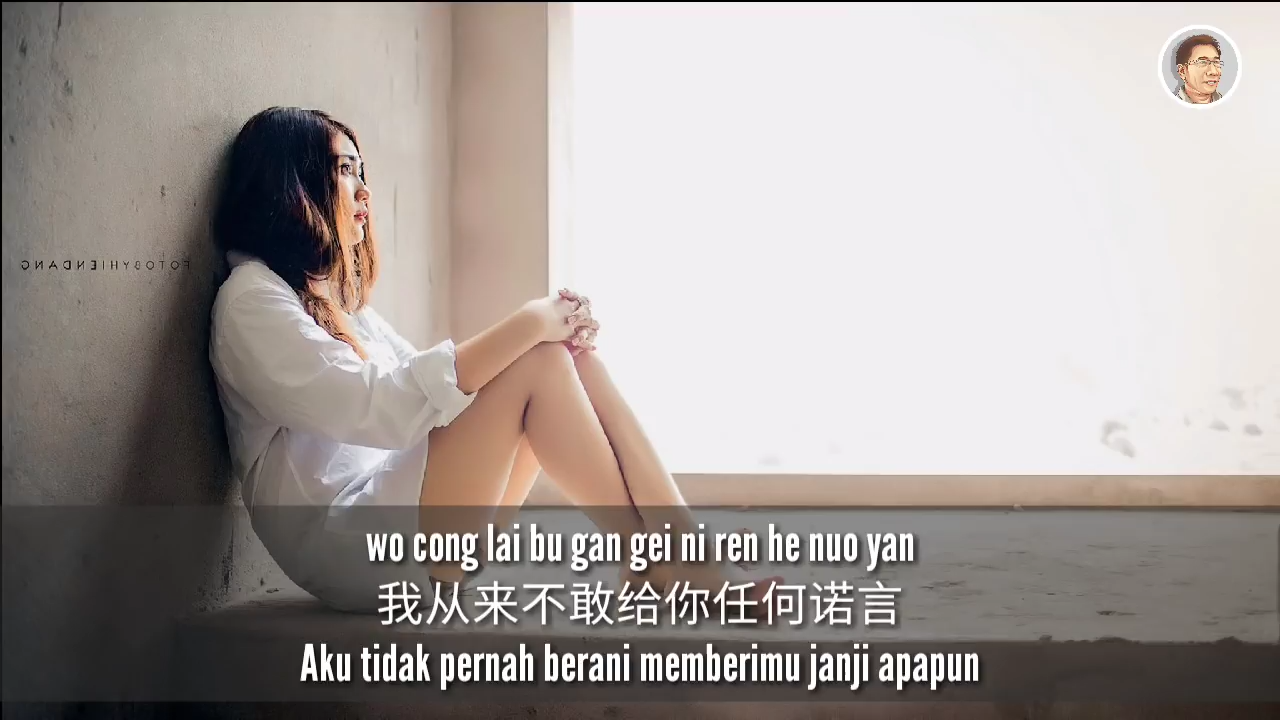 FOTOBYHIENDANG
wo cong lai bu gan gei ni ren he nuo yan
我从来不敢给你任何诺言
Aku tidak pernah berani memberimu janji apapun